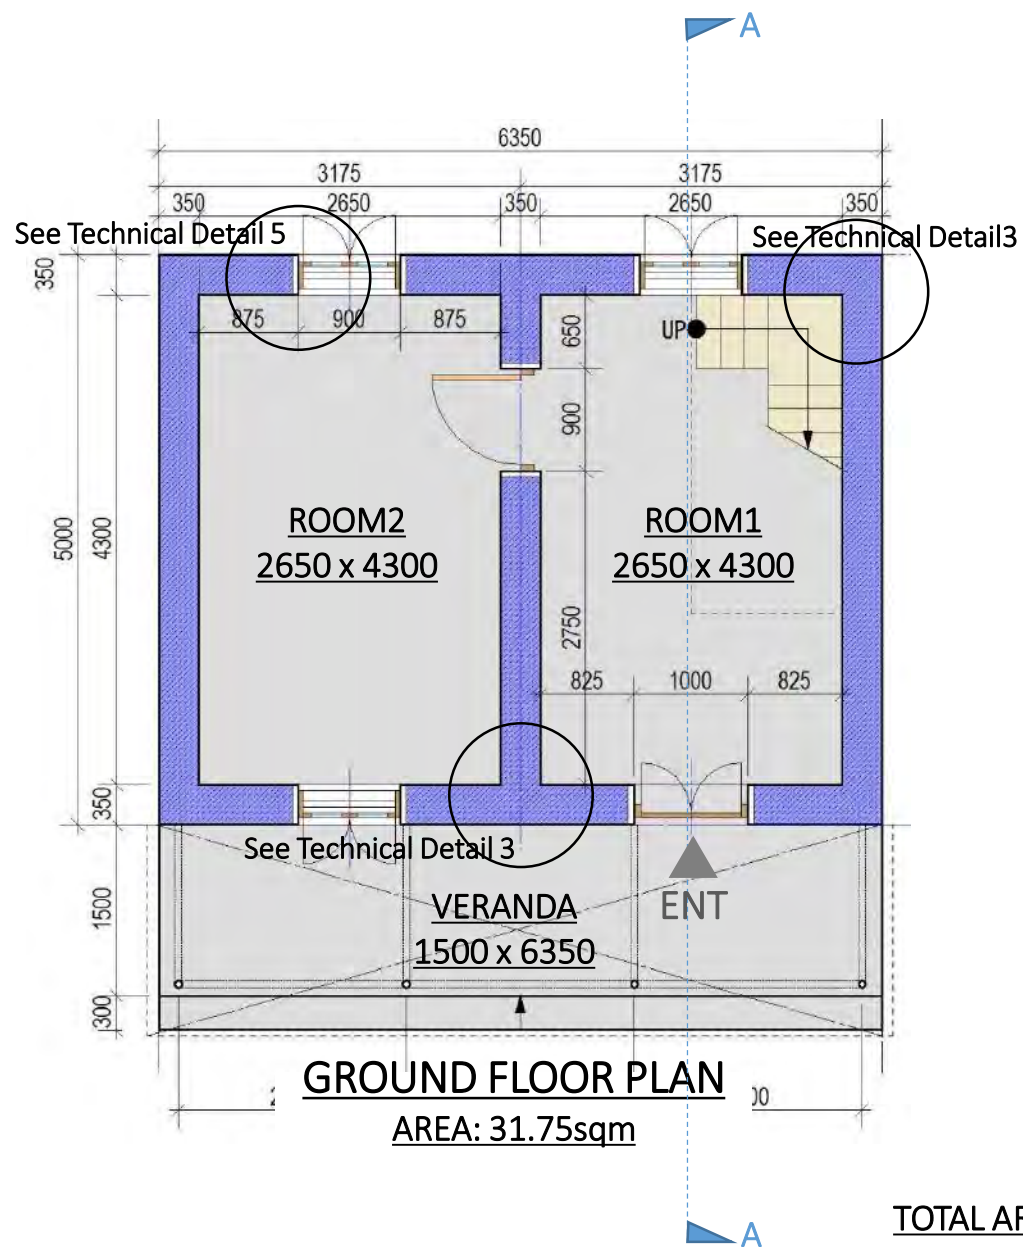 A
6350
3175 3175
350 2650 350 2650 350
See Technical Detail 5
See Technical Detail3
350
875 900 875
UP
650
900
ROOM2
2650 x 4300
ROOM1
2650 x 4300
5000
4300
2750
825 1000 825
350
See Technical Detail 3
1500
VERANDA
1500 x 6350
ENT
300
GROUND FLOOR PLAN
AREA: 31.75sqm
TOTAL
A